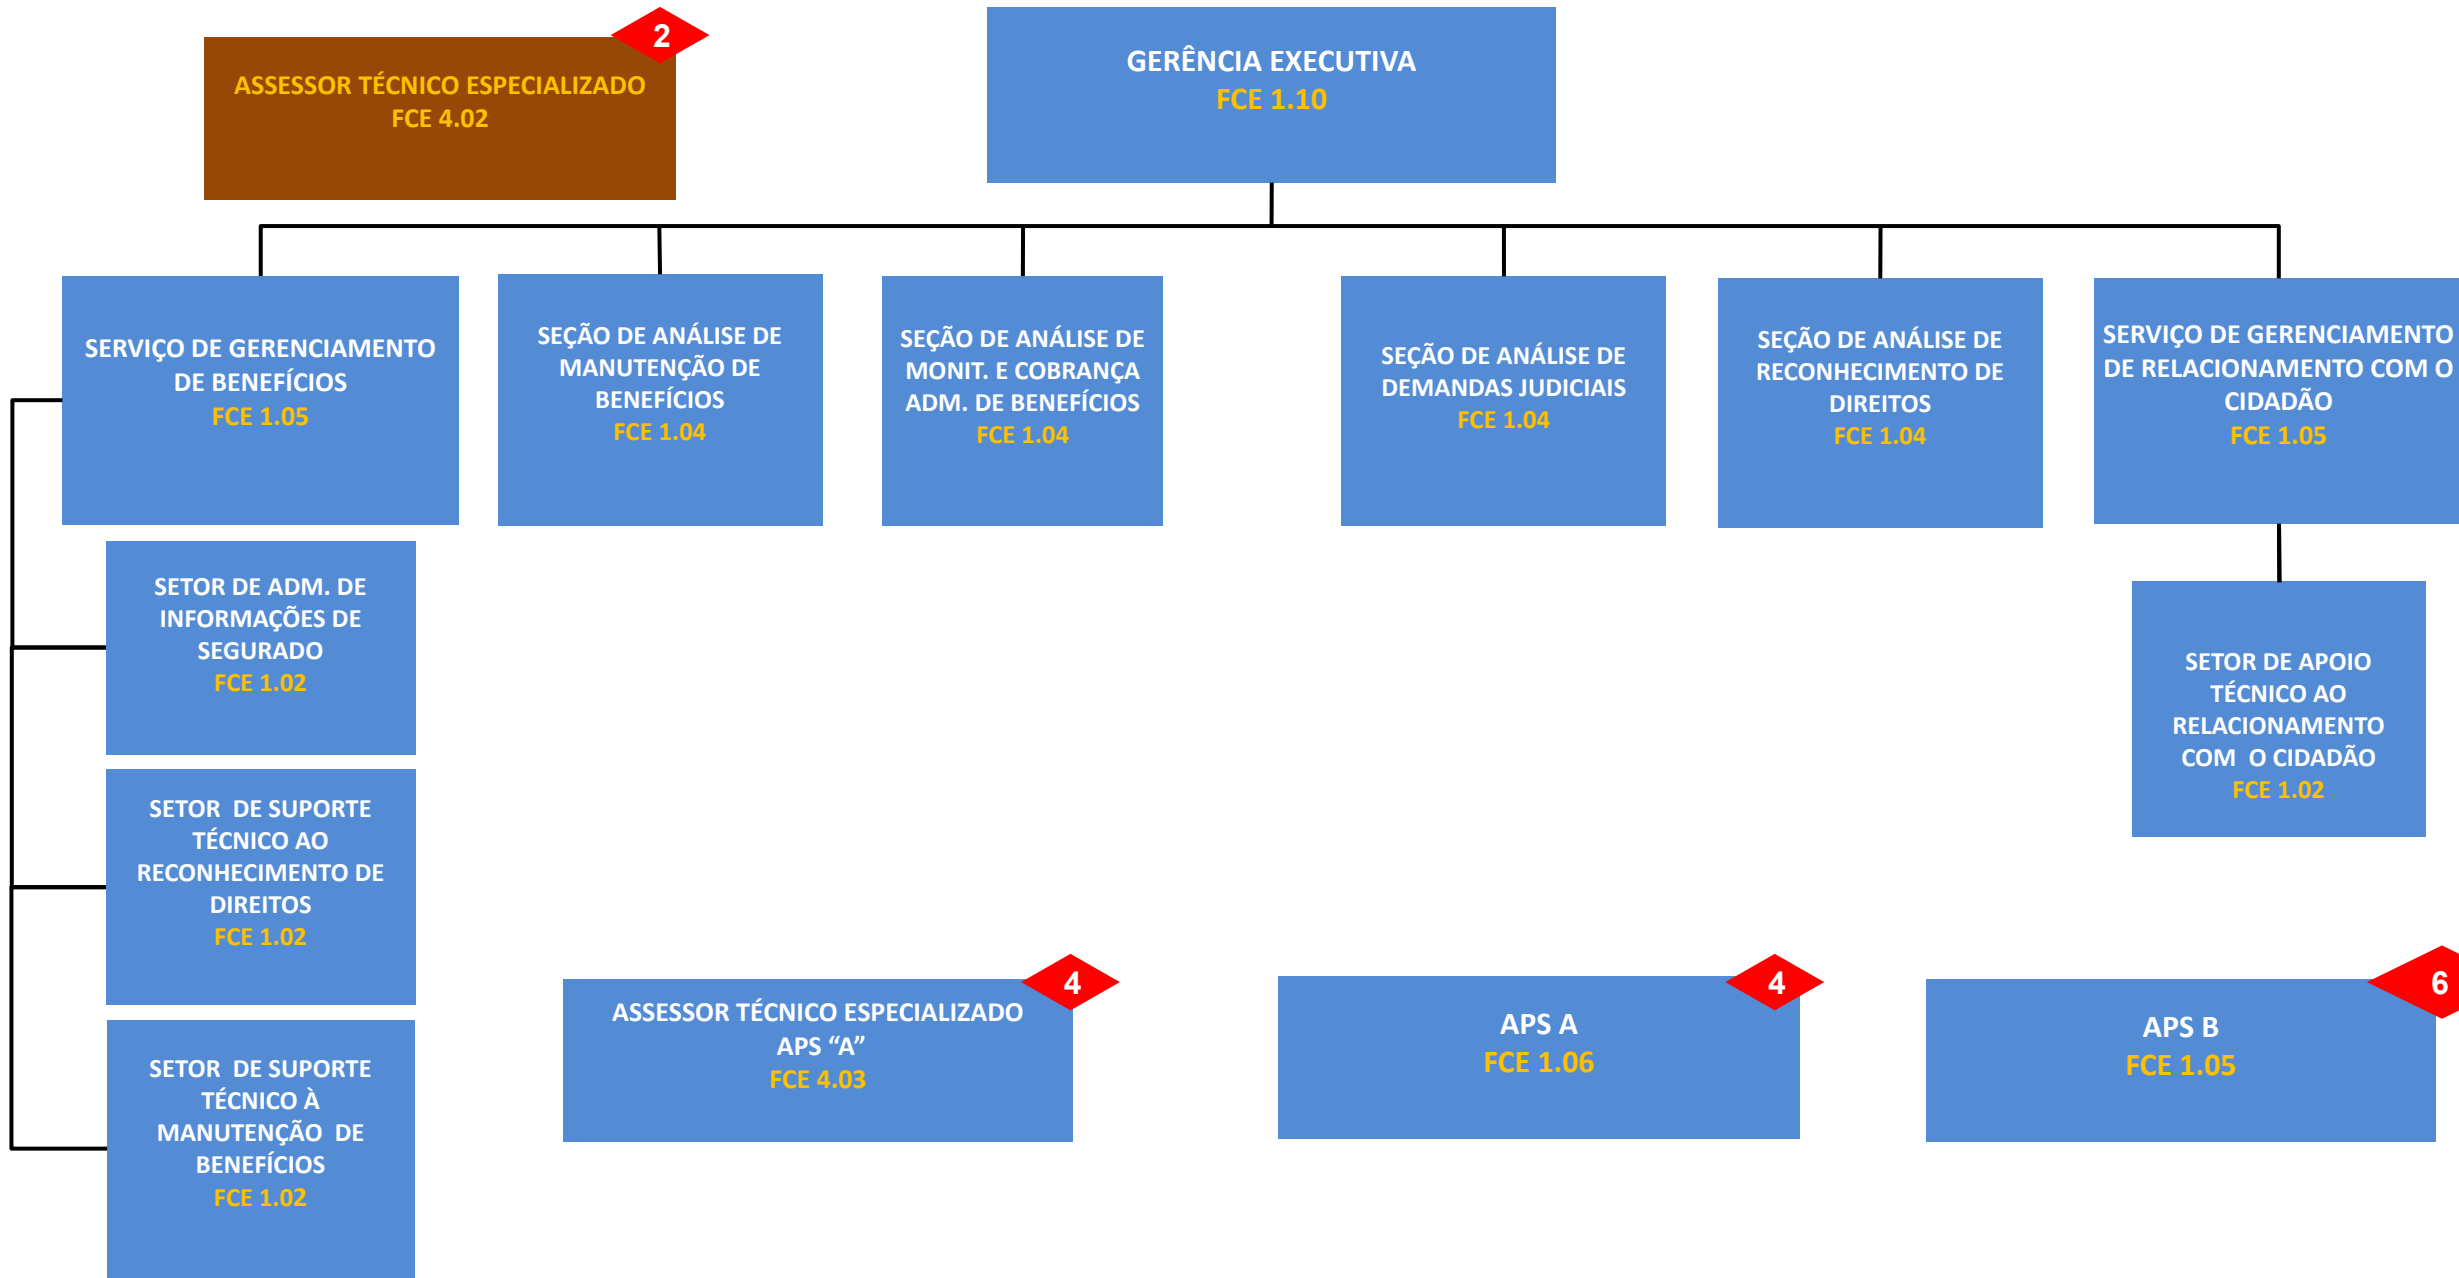 2
ASSESSOR TÉCNICO ESPECIALIZADO
FCE 4.02
GERÊNCIA EXECUTIVA
FCE 1.10
SERVIÇO DE GERENCIAMENTO
DE BENEFÍCIOS
FCE 1.05
SEÇÃO DE ANÁLISE DE
MANUTENÇÃO DE
BENEFÍCIOS
FCE 1.04
SEÇÃO DE ANÁLISE DE
MONIT. E COBRANÇA
ADM. DE BENEFÍCIOS
FCE 1.04
SEÇÃO DE ANÁLISE DE
DEMANDAS JUDICIAIS
FCE 1.04
SEÇÃO DE ANÁLISE DE
RECONHECIMENTO DE
DIREITOS
FCE 1.04
SERVIÇO DE GERENCIAMENTO
DE RELACIONAMENTO COM O
CIDADÃO
FCE 1.05
SETOR DE ADM. DE
INFORMAÇÕES DE
SEGURADO
FCE 1.02
SETOR DE APOIO
TÉCNICO AO
RELACIONAMENTO
COM  O CIDADÃO
FCE 1.02
SETOR  DE SUPORTE
TÉCNICO AO
RECONHECIMENTO DE
DIREITOS
FCE 1.02
SETOR  DE SUPORTE
TÉCNICO À
MANUTENÇÃO  DE
BENEFÍCIOS
FCE 1.02
4
ASSESSOR TÉCNICO ESPECIALIZADO
APS “A”
FCE 4.03
4
APS A
FCE 1.06
6
APS B
FCE 1.05